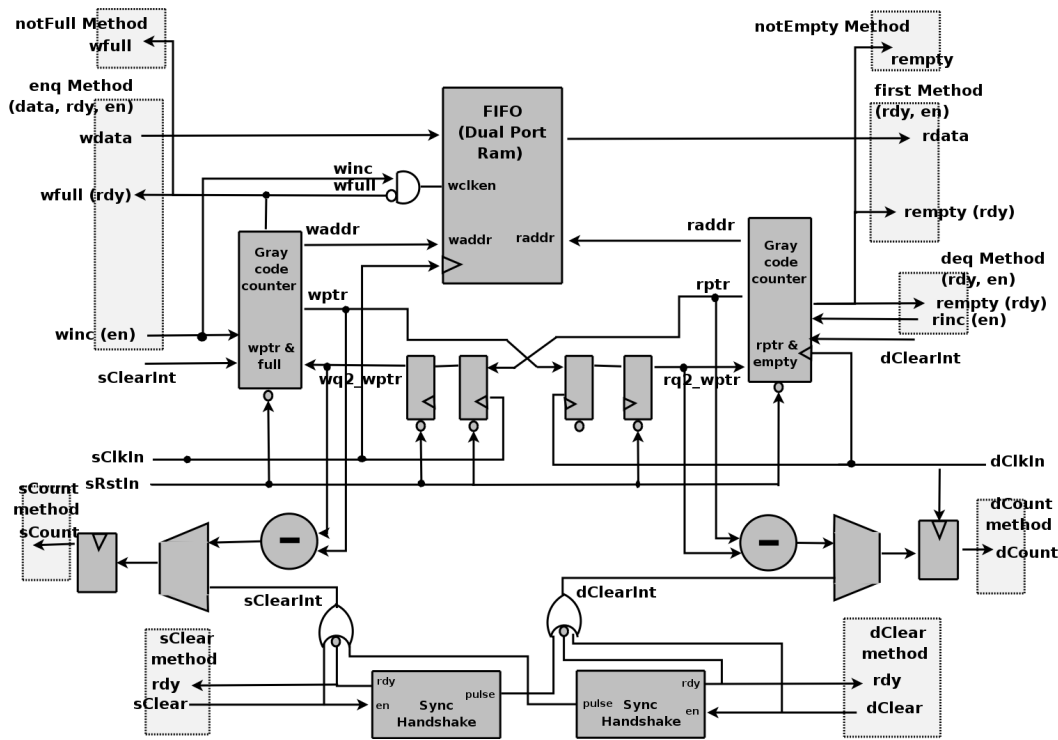 notFull Method
wfull
enq Method
(data, rdy, en)
wdata
wfull (rdy)
winc (en)
sClearInt
winc
wfull
FIFO
(Dual Port
Ram)
wclken
waddr
raddr
waddr
Gray
code
counter
wptr &
full
wptr
wq2_wptr
raddr
rptr
rq2_wptr
Gray
code
counter
rptr &
empty
notEmpty Method
rempty
first Method
(rdy, en)
rdata
rempty (rdy)
deq Method
(rdy, en)
rempty (rdy)
rinc (en)
dClearInt
sClkIn
sRstIn
dClkIn
sCount
method
sCount
dCount
method
dCount
sClearInt
dClearInt
sClear
method
rdy
sClear
rdy
en
pulse
Sync
Handshake
pulse
rdy
en
Sync
Handshake
dClear
method
rdy
dClear